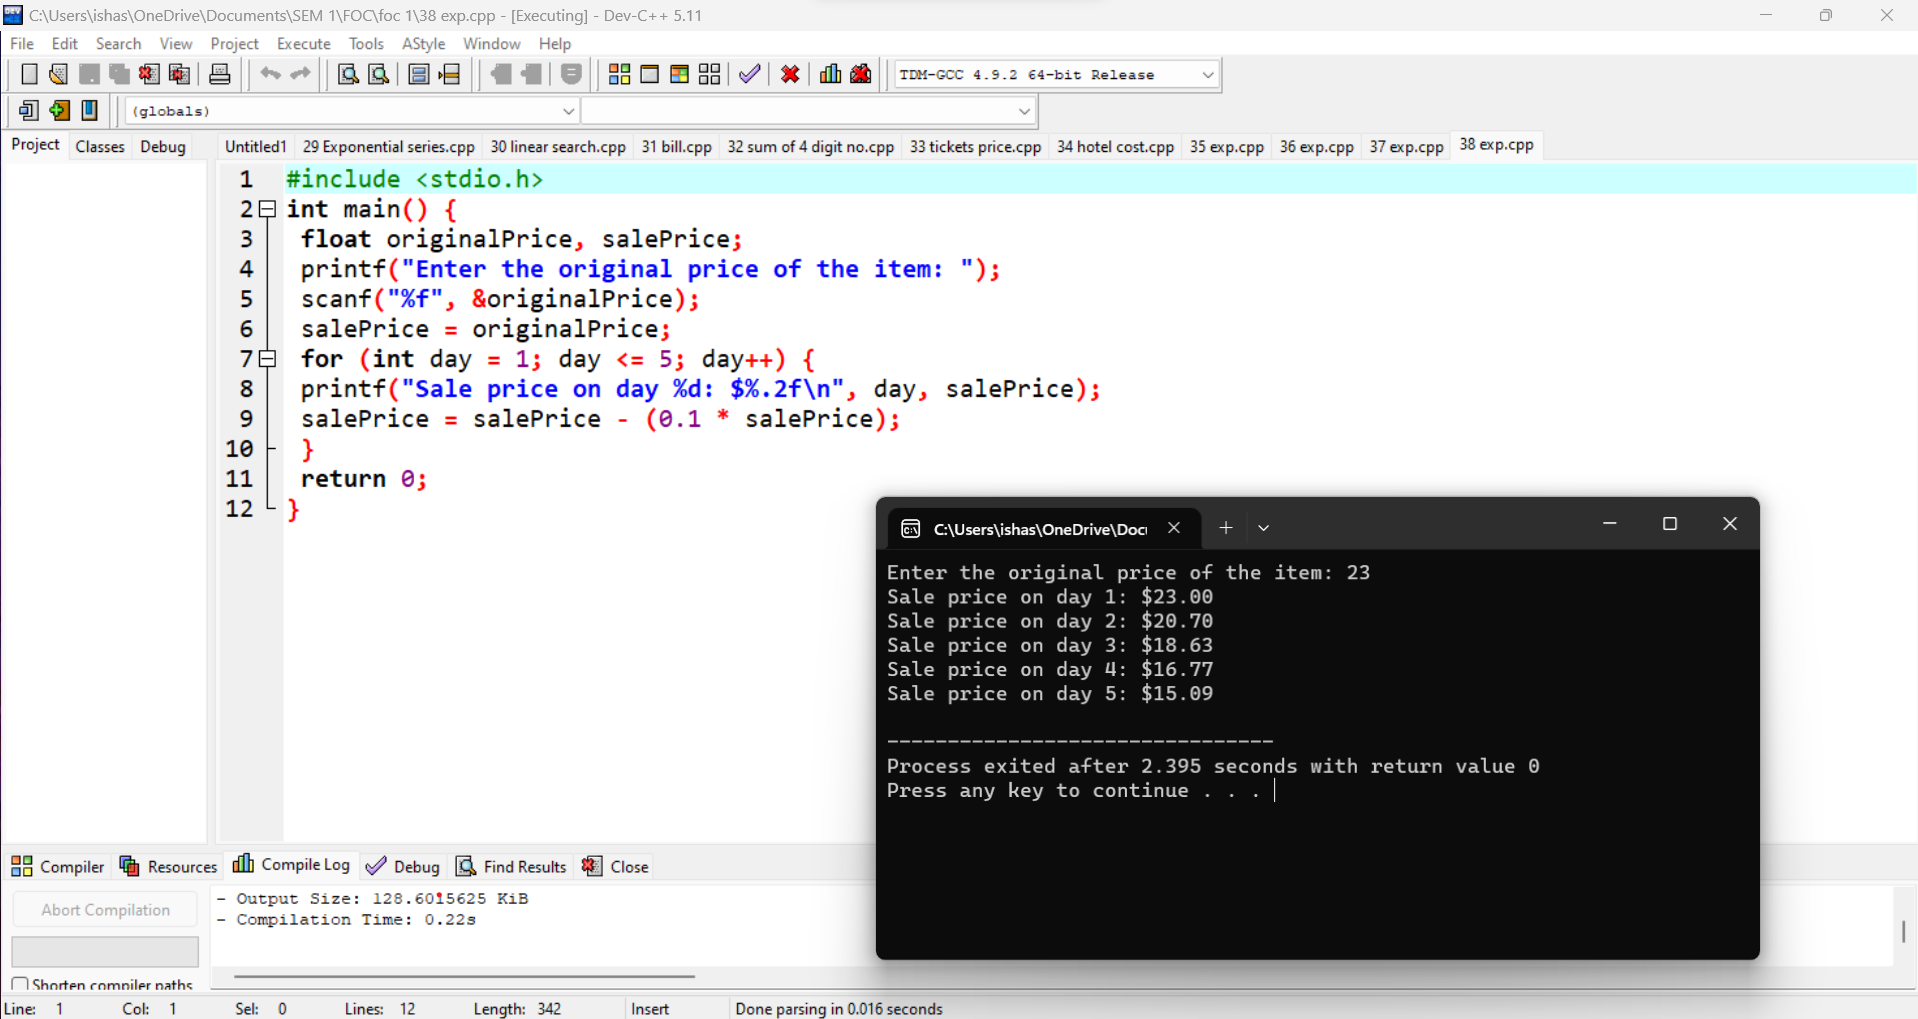 C:\Users\ishas\OneDrive\Documents\SEM 1\FOC\foc 1\38 exp.cpp - [Executing] - Dev-C++ 5.11
File Edit Search View Project Execute Tools AStyle Window Help
TDM-GCC 4.9.2 64-bit Release
(globals)
Project Classes Debug
Untitled1 29 Exponential series.cpp 30 linear search.cpp 31 bill.cpp 32 sum of 4 digit no.cpp 33 tickets price.cpp 34 hotel cost.cpp 35 exp.cpp 36 exp.cpp 37 exp.cpp 38 exp.cpp
1 #include <stdio.h>
2 int main() {
3 float originalPrice, salePrice;
4 printf("Enter the original price of the item: ");
5 scanf("%f", &originalPrice);
6 salePrice = originalPrice;
7 for (int day = 1; day <= 5; day++) {
8 printf("Sale price on day %d: $%.2f\n", day, salePrice);
9 salePrice = salePrice - (0.1 * salePrice);
10 }
11 return 0;
12 }
C:\Users\ishas\OneDrive\Docu
Enter the original price of the item: 23
Sale price on day 1: $23.00
Sale price on day 2: $20.70
Sale price on day 3: $18.63
Sale price on day 4: $16.77
Sale price on day 5: $15.09
--------------------------------
Process exited after 2.395 seconds with return value 0
Press any key to continue . . .
Compiler Resources Compile Log Debug Find Results Close
Abort Compilation
Shorten compiler paths
- Output Size: 128.6015625 KiB
- Compilation Time: 0.22s
Line: 1 Col: 1 Sel: 0 Lines: 12 Length: 342 Insert Done parsing in 0.016 seconds